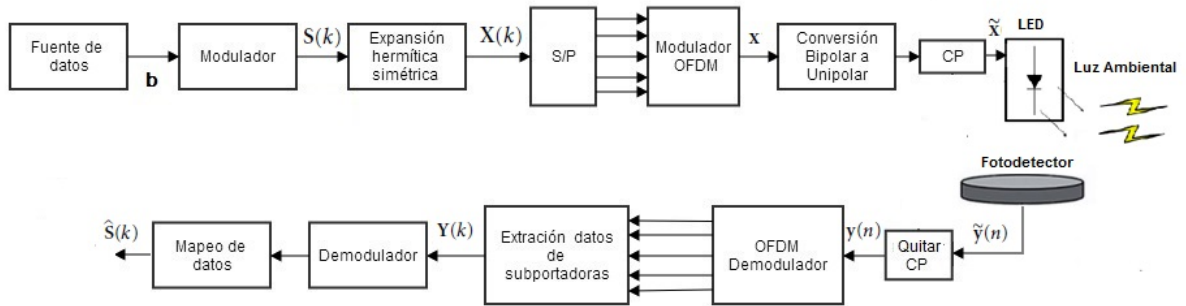 Fuente de
datos
b
Modulador
S(k)
Expansión
hermítica
simétrica
X(k)
S/P
Modulador
OFDM
x
Conversión
Bipolar a
Unipolar
CP
x̃
LED
Luz Ambiental
Fotodetector
ỹ(n)
Quitar
CP
y(n)
OFDM
Demodulador
Extracción datos
de
subportadoras
Y(k)
Demodulador
Mapeo de
datos
Ŝ(k)